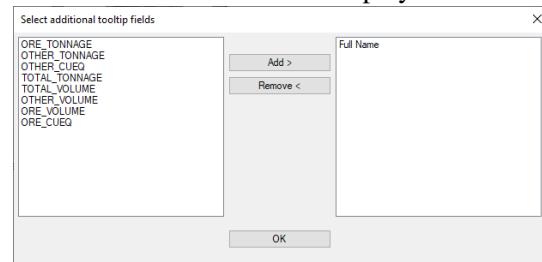 Select additional tooltip fields
ORE_TONNAGE
OTHER_TONNAGE
OTHER_CUEQ
TOTAL_TONNAGE
TOTAL_VOLUME
OTHER_VOLUME
ORE_VOLUME
ORE_CUEQ
Add >
Remove <
Full Name
OK